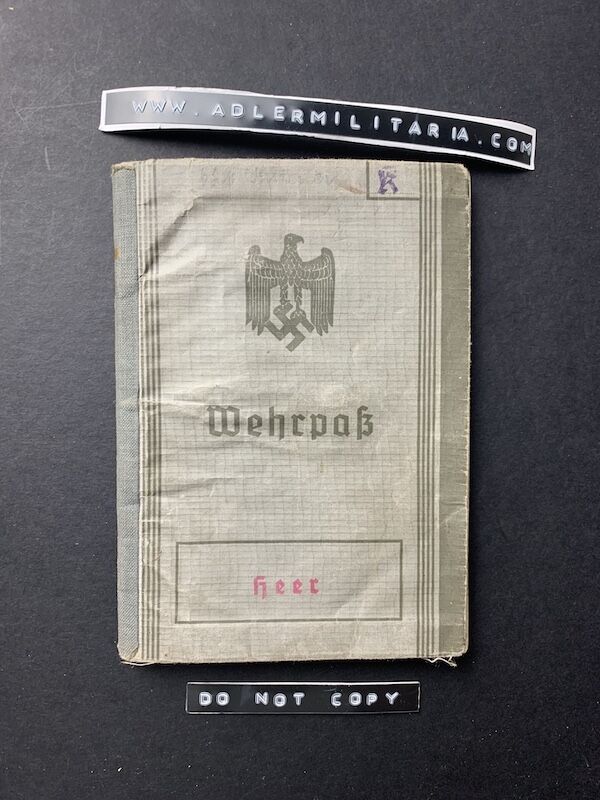 WWW.ADLERMILITARIA.COM
K
Wehrpaß
Heer
DO NOT COPY